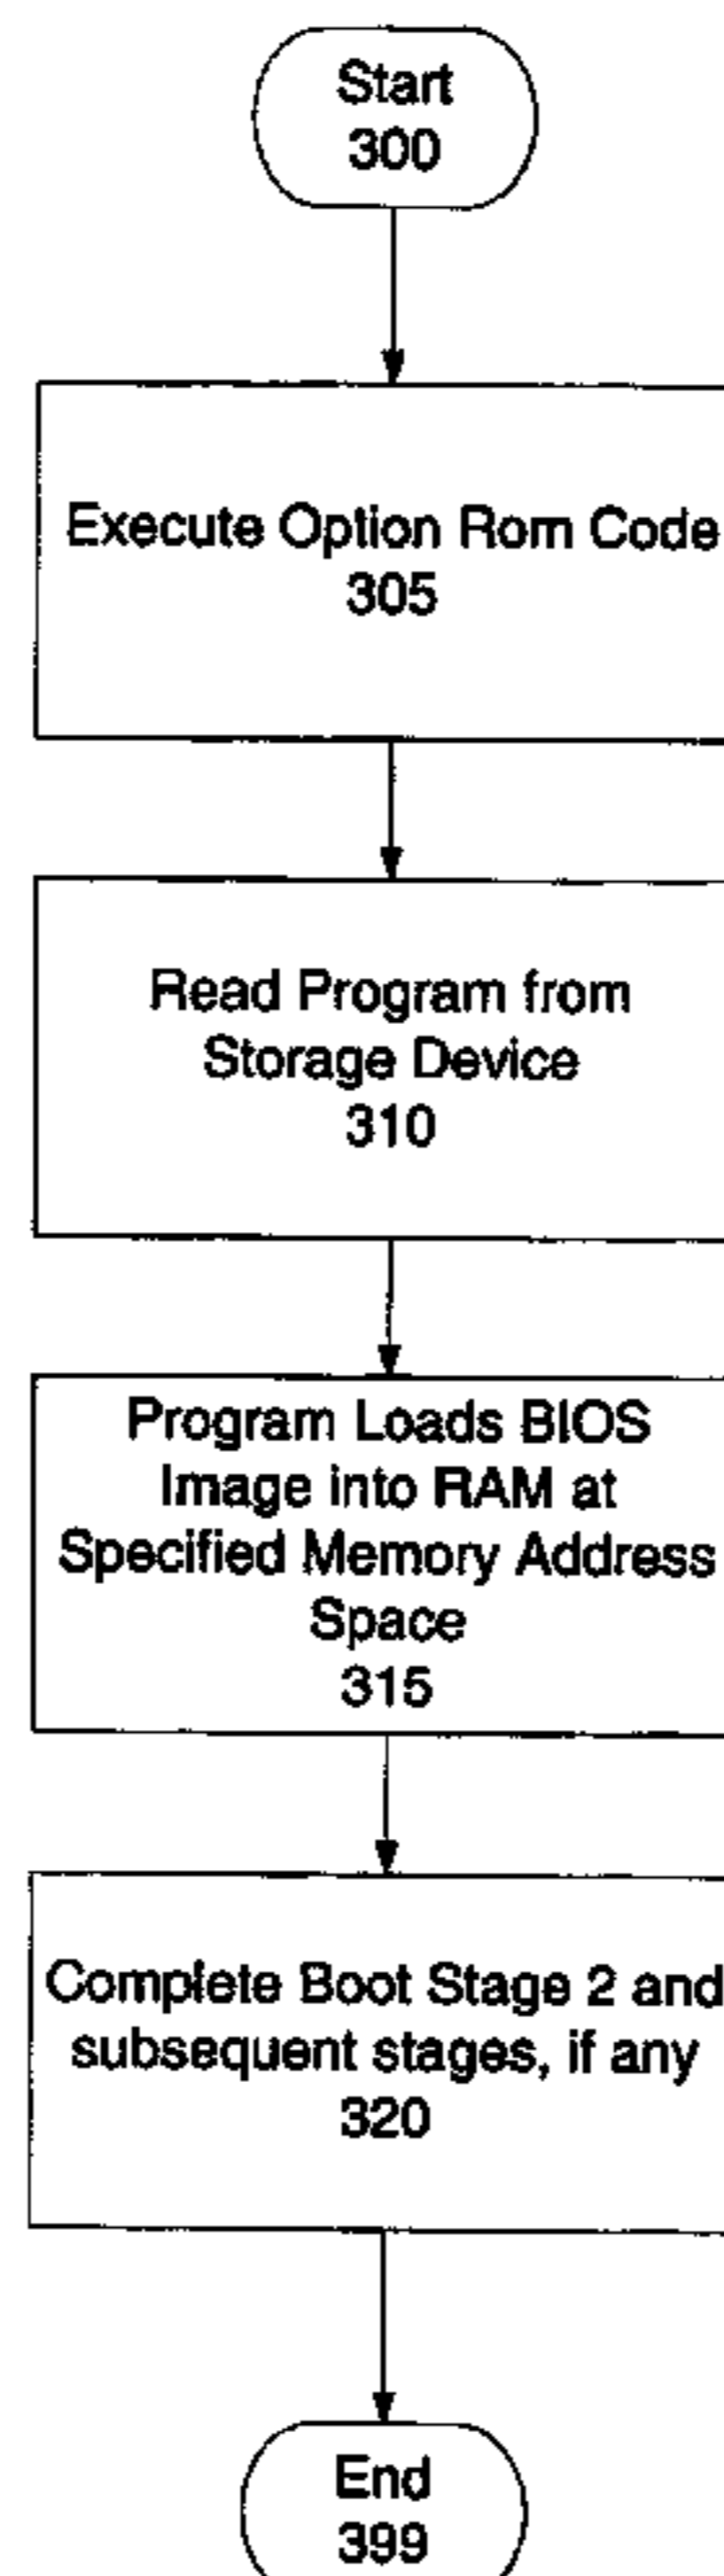 Start
300
Execute Option Rom Code
305
Read Program from
Storage Device
310
Program Loads BIOS
Image into RAM at
Specified Memory Address
Space
315
Complete Boot Stage 2 and
subsequent stages, if any
320
End
399